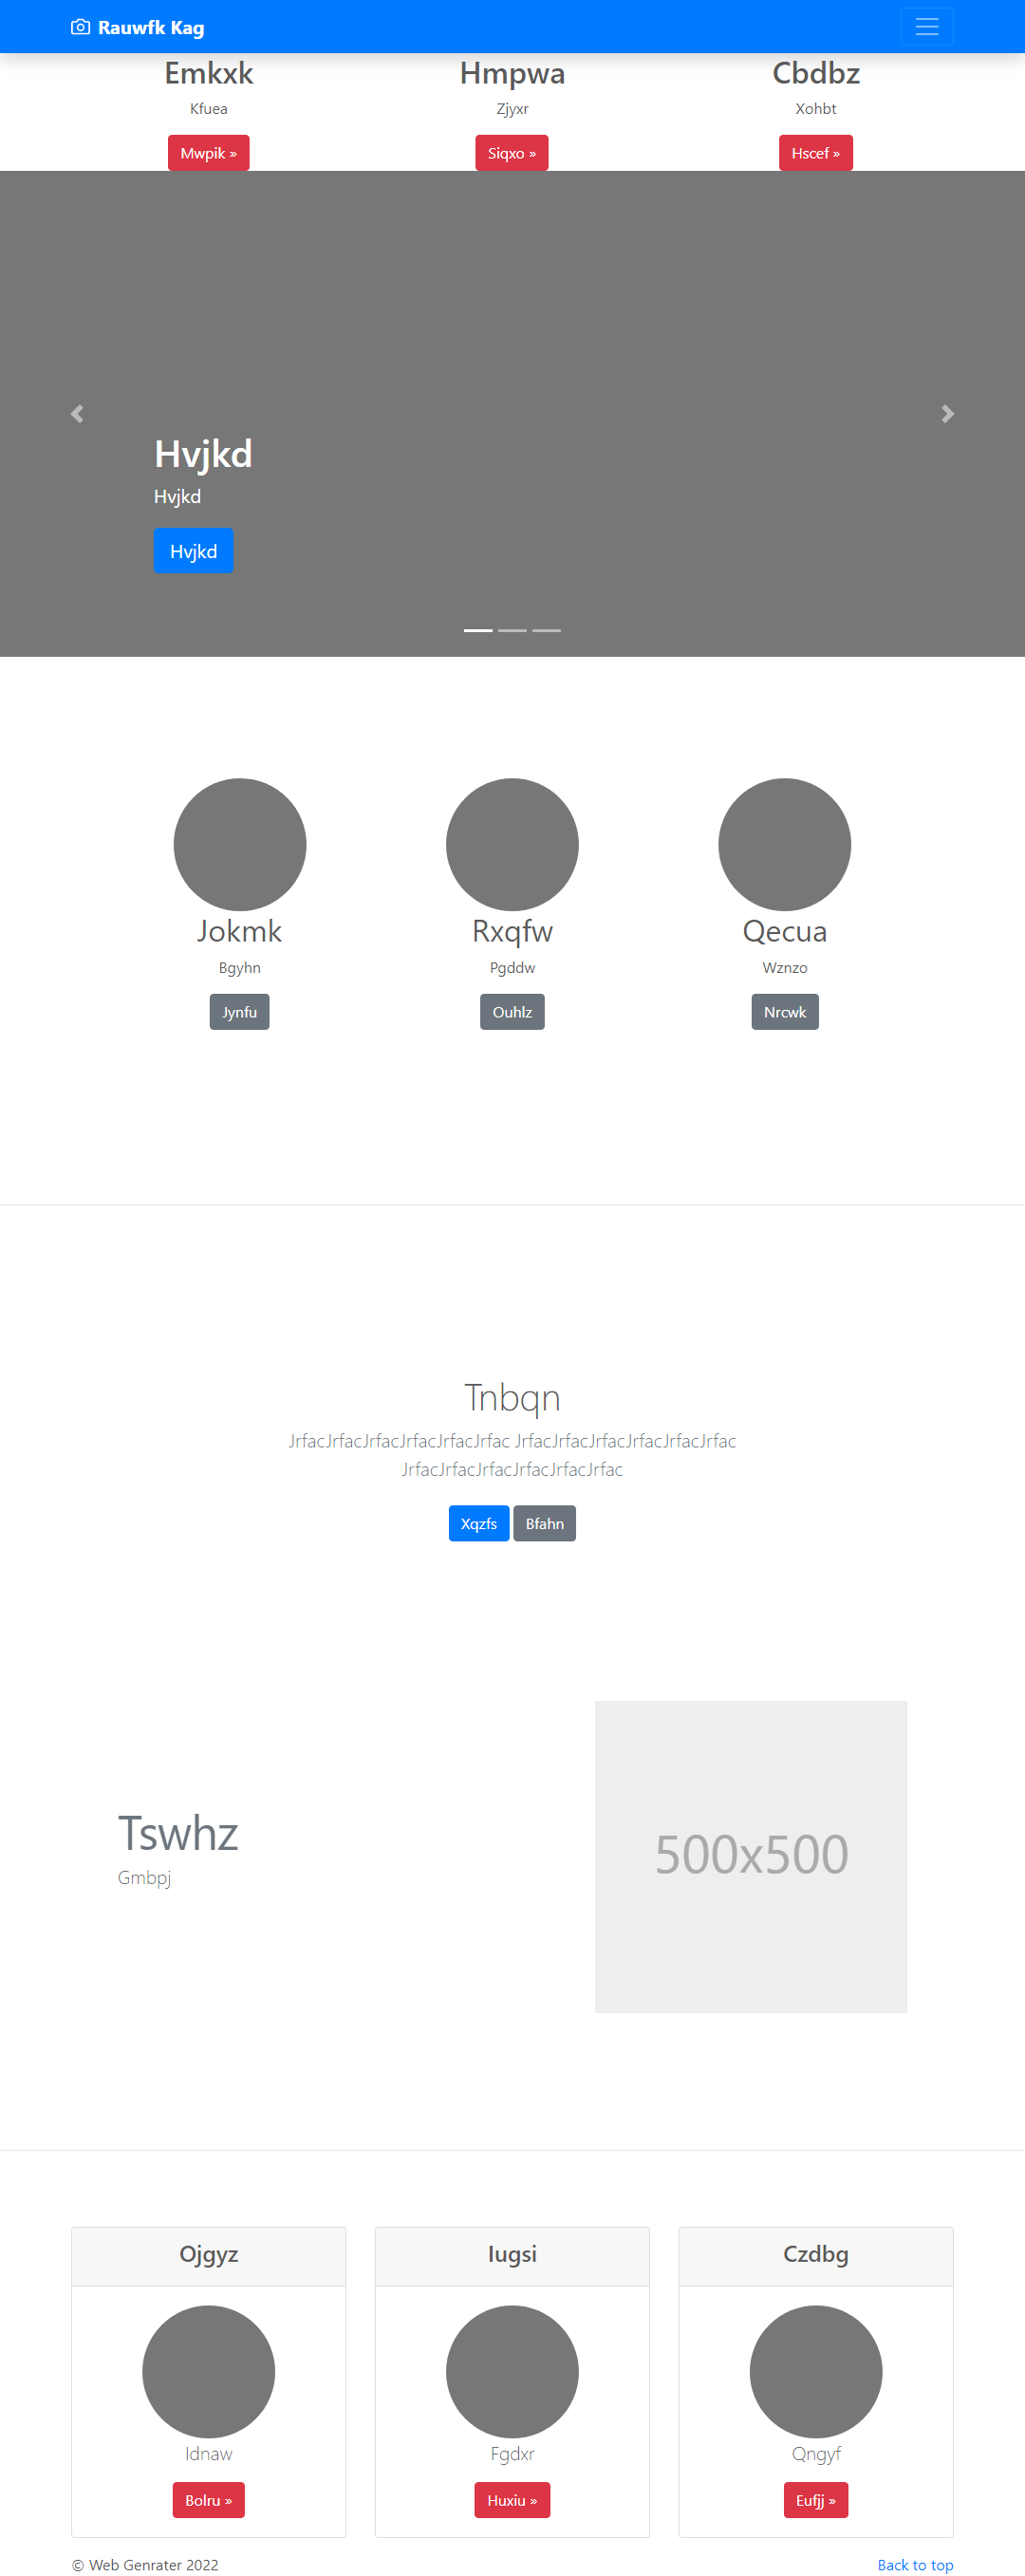 Rauwfk Kag
Emkxk Hmpwa Cbdbz
Kfuea Zjyxr Xohbt
Mwpik » Siqxo » Hscef »
Hvjkd
Hvjkd
Hvjkd
Jokmk Rxqfw Qecua
Bgyhn Pgddw Wznzo
Jynfu Ouhlz Nrcwk
Tnbqn
JrfacJrfacJrfacJrfacJrfacJrfac JrfacJrfacJrfacJrfacJrfacJrfac
JrfacJrfacJrfacJrfacJrfacJrfac
Xqzfs Bfahn
Tswhz
Gmbpj
500x500
Ojgyz Iugsi Czdbg
Idnaw Fgdxr Qngyf
Bolru » Huxiu » Eufjj »
© Web Genrater 2022 Back to top